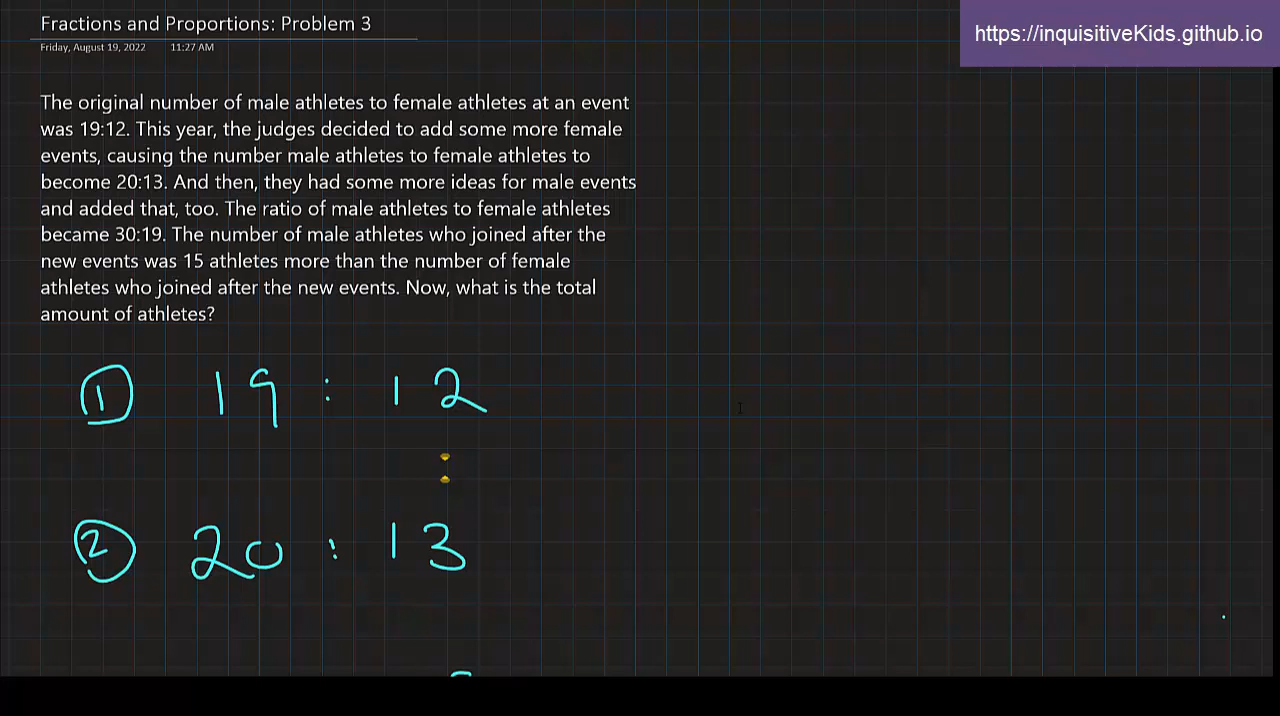 Fractions and Proportions: Problem 3
https://inquisitiveKids.github.io
Friday, August 19, 2022 11:27 AM
The original number of male athletes to female athletes at an event
was 19:12. This year, the judges decided to add some more female
events, causing the number male athletes to female athletes to
become 20:13. And then, they had some more ideas for male events
and added that, too. The ratio of male athletes to female athletes
became 30:19. The number of male athletes who joined after the
new events was 15 athletes more than the number of female
athletes who joined after the new events. Now, what is the total
amount of athletes?
1 19 : 12
2 20 : 13